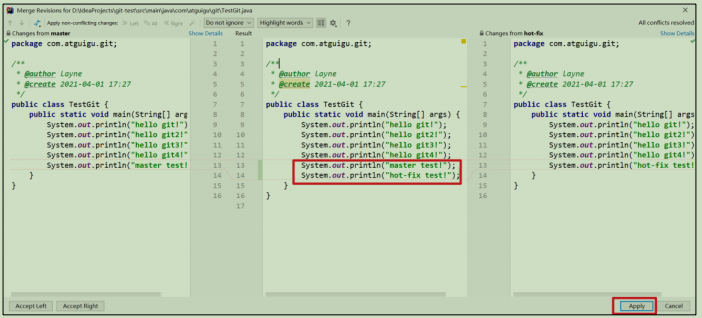 Merge Revisions for D:\IdeaProjects\git-test\src\main\java\com\atguigu\git\TestGit.java
Apply non-conflicting changes: Left All Right Do not ignore Highlight words ? All conflicts resolved
Changes from master Show Details Result Changes from hot-fix Show Details
package com.atguigu.git;
/**
* @author Layne
* @create 2021-04-01 17:27
*/
public class TestGit {
public static void main(String[] arg
System.out.println("hello git!")
System.out.println("hello git2!"
System.out.println("hello git3!"
System.out.println("hello git4!"
System.out.println("master test!
}
}
1 1
2 2
3 3
4 4
5 5
6 6
7 7
8 8
9 9
10 10
11 11
12 12
13 13
14 14
15 15
16 16
17
package com.atguigu.git;
/**
* @author Layne
* @create 2021-04-01 17:27
*/
public class TestGit {
public static void main(String[] args) {
System.out.println("hello git!");
System.out.println("hello git2!");
System.out.println("hello git3!");
System.out.println("hello git4!");
System.out.println("master test!");
System.out.println("hot-fix test!");
}
}
1
2
3
4
5
6
7
8
9
10
11
12
13
14
15
16
package com.atguigu.git;
/**
* @author Layne
* @create 2021-04-01 17:27
*/
public class TestGit {
public static void main(String[] args
System.out.println("hello git!");
System.out.println("hello git2!")
System.out.println("hello git3!")
System.out.println("hello git4!")
System.out.println("hot-fix test!
}
}
Accept Left Accept Right Apply Cancel